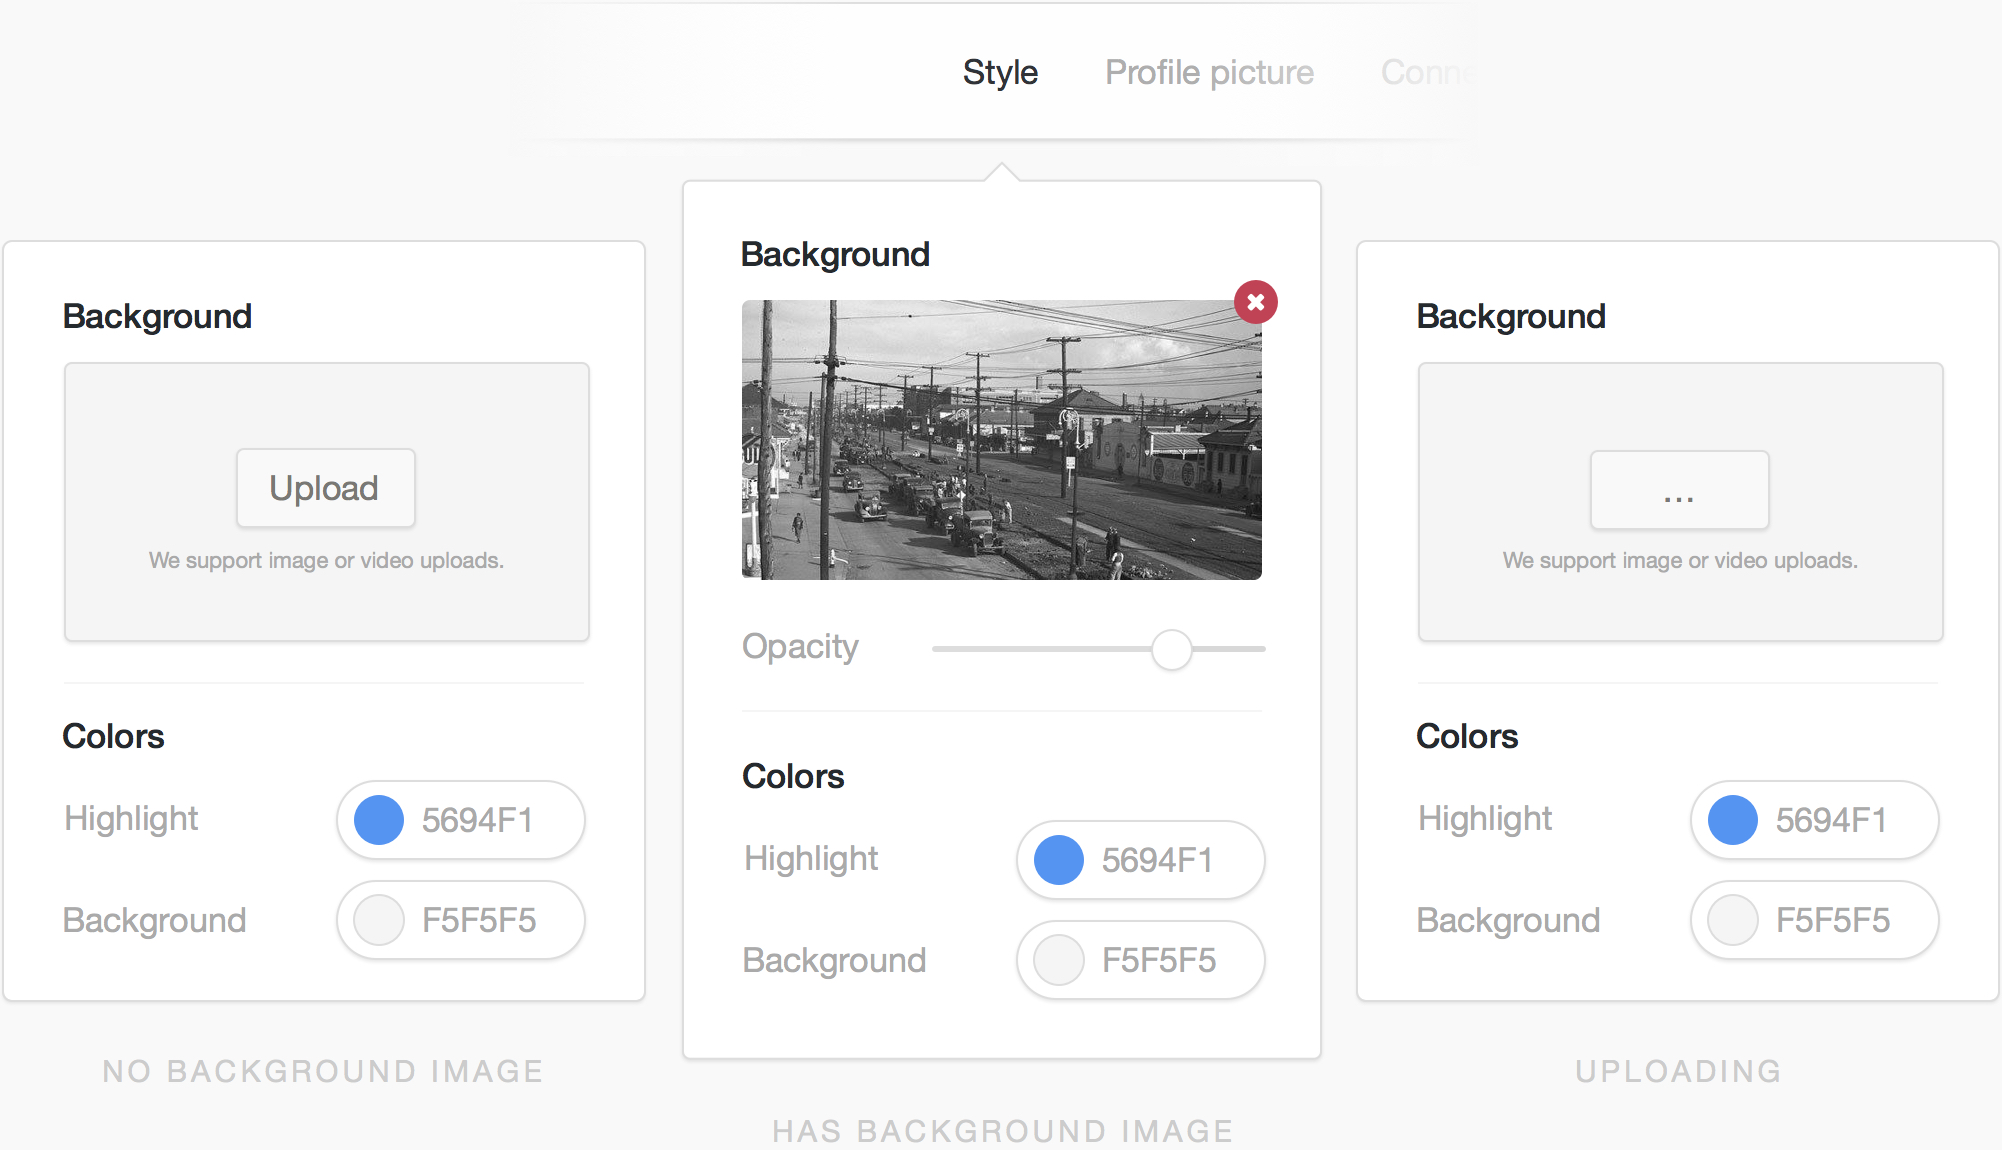 Style
Profile picture
Conne
Background
Upload
We support image or video uploads.
Colors
Highlight
5694F1
Background
F5F5F5
NO BACKGROUND IMAGE
Background
Opacity
Colors
Highlight
5694F1
Background
F5F5F5
HAS BACKGROUND IMAGE
Background
...
We support image or video uploads.
Colors
Highlight
5694F1
Background
F5F5F5
UPLOADING